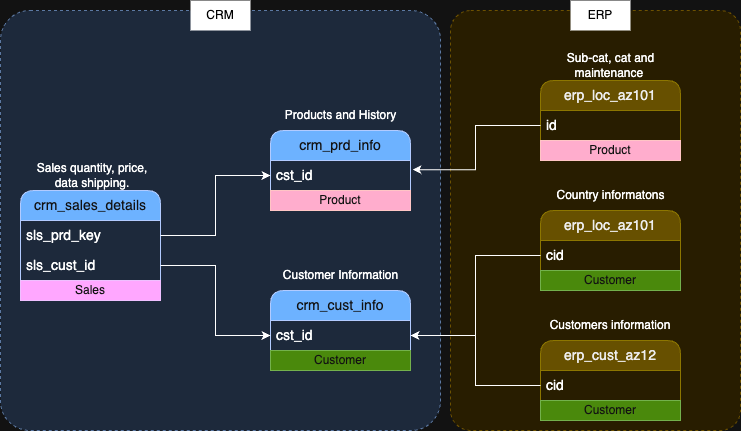 CRM
ERP
Sub-cat, cat and
maintenance
erp_loc_az101
id
Product
Products and History
crm_prd_info
cst_id
Product
Sales quantity, price,
data shipping.
crm_sales_details
sls_prd_key
sls_cust_id
Sales
Country informatons
erp_loc_az101
cid
Customer
Customer Information
crm_cust_info
cst_id
Customer
Customers information
erp_cust_az12
cid
Customer